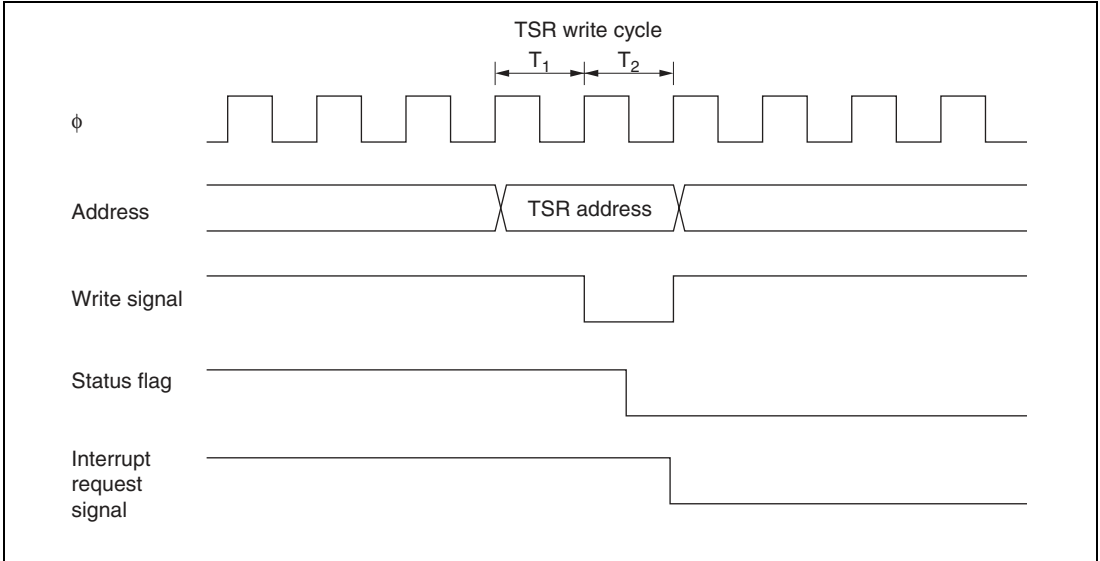 TSR write cycle
T1 T2
ϕ
Address
TSR address
Write signal
Status flag
Interrupt
request
signal